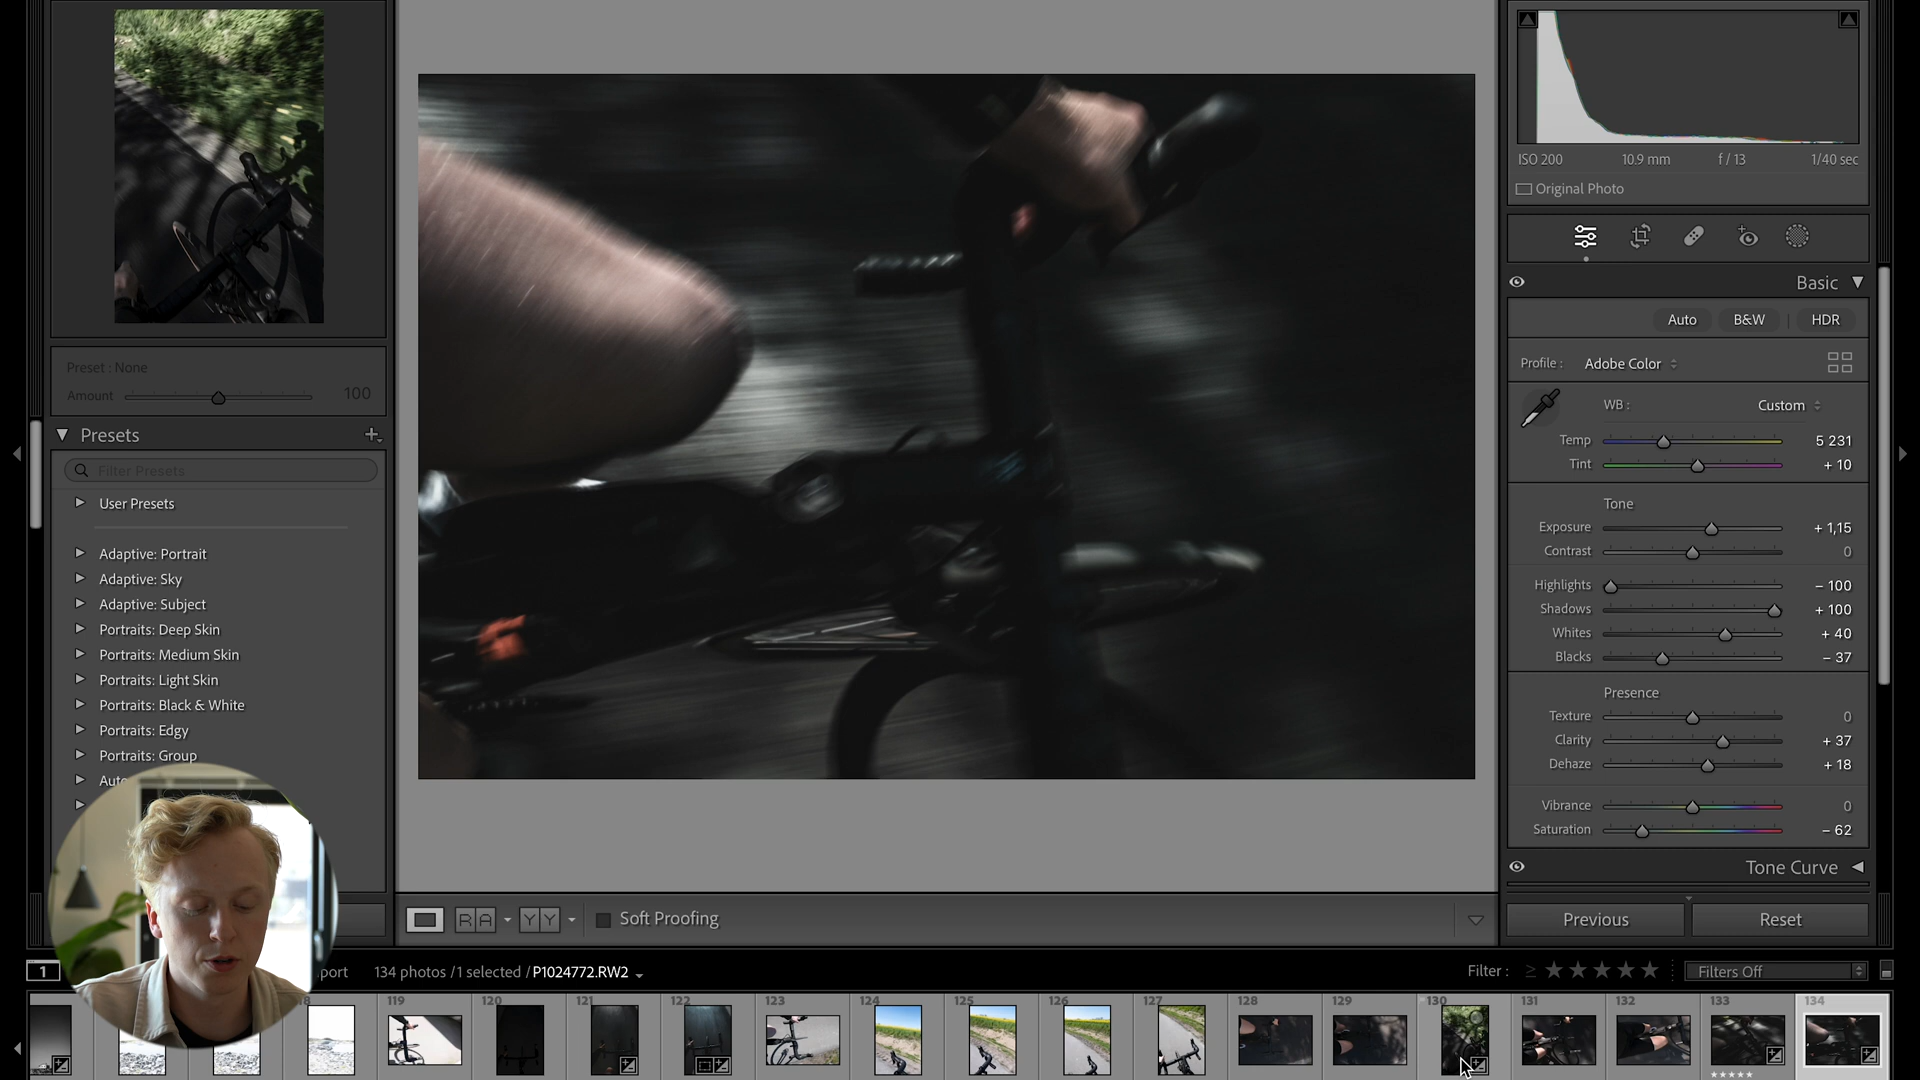 ISO 200 10.9 mm f / 13 1/40 sec
Original Photo
Basic
Auto B&W | HDR
Profile : Adobe Color
WB : Custom
Temp 5 231
Tint + 10
Tone
Exposure + 1,15
Contrast 0
Highlights − 100
Shadows + 100
Whites + 40
Blacks − 37
Presence
Texture 0
Clarity + 37
Dehaze + 18
Vibrance 0
Saturation − 62
Tone Curve
Previous Reset
Preset : None
Amount 100
Presets
Filter Presets
User Presets
Adaptive: Portrait
Adaptive: Sky
Adaptive: Subject
Portraits: Deep Skin
Portraits: Medium Skin
Portraits: Light Skin
Portraits: Black & White
Portraits: Edgy
Portraits: Group
Auto
R A Y Y Soft Proofing
1 port 134 photos / 1 selected / P1024772.RW2 Filter : ≥ ★ ★ ★ ★ ★ Filters Off
8 119 120 121 122 123 124 125 126 127 128 129 130 131 132 133 134
★★★★★